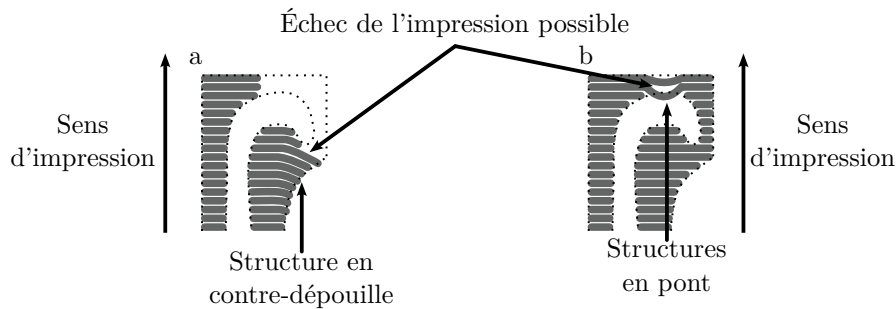 Échec de l’impression possible
a
b
Sens
d’impression
Sens
d’impression
Structure en
contre-dépouille
Structures
en pont